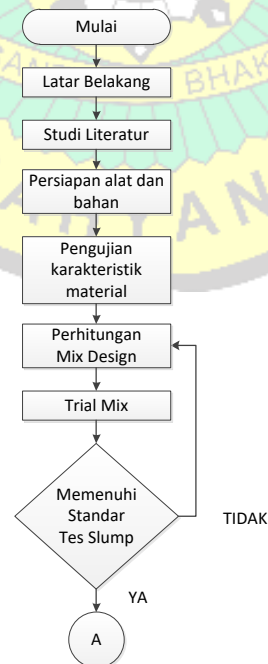 Mulai
Latar Belakang
Studi Literatur
Persiapan alat dan
bahan
Pengujian
karakteristik
material
Perhitungan
Mix Design
Trial Mix
Memenuhi
Standar
Tes Slump
TIDAK
YA
A